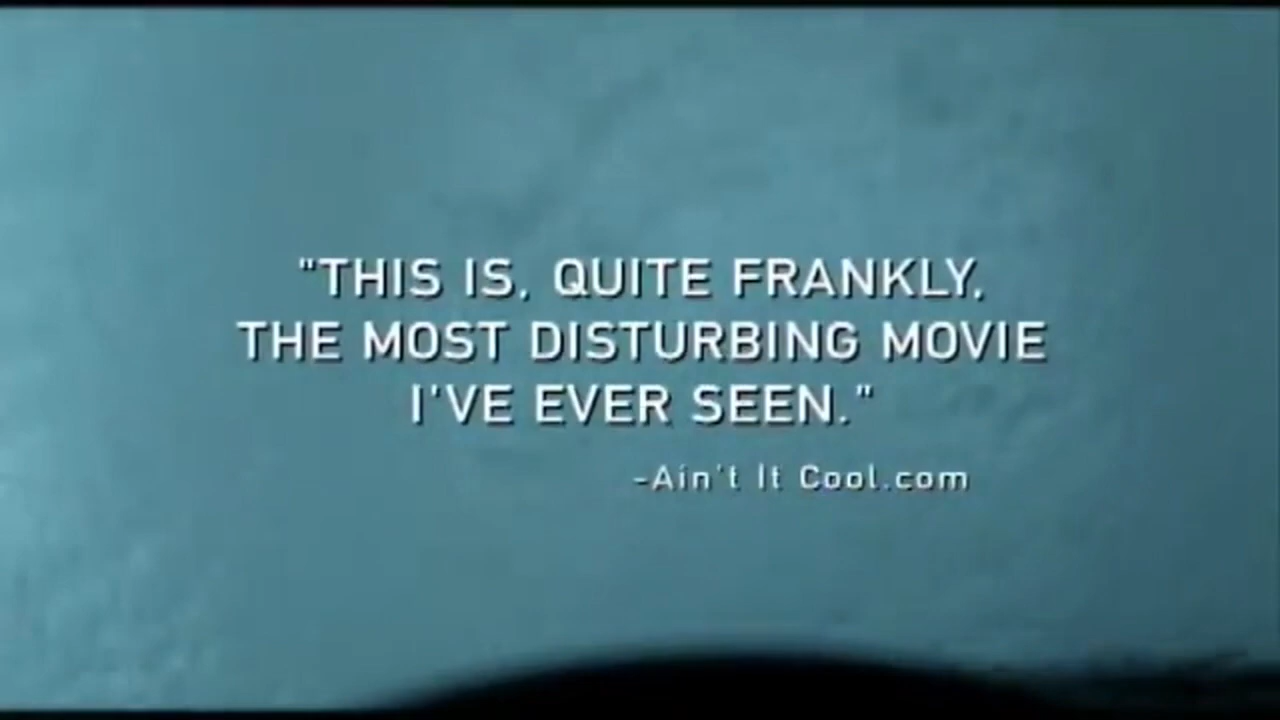 "THIS IS, QUITE FRANKLY,
THE MOST DISTURBING MOVIE
I'VE EVER SEEN."
-Ain't It Cool.com